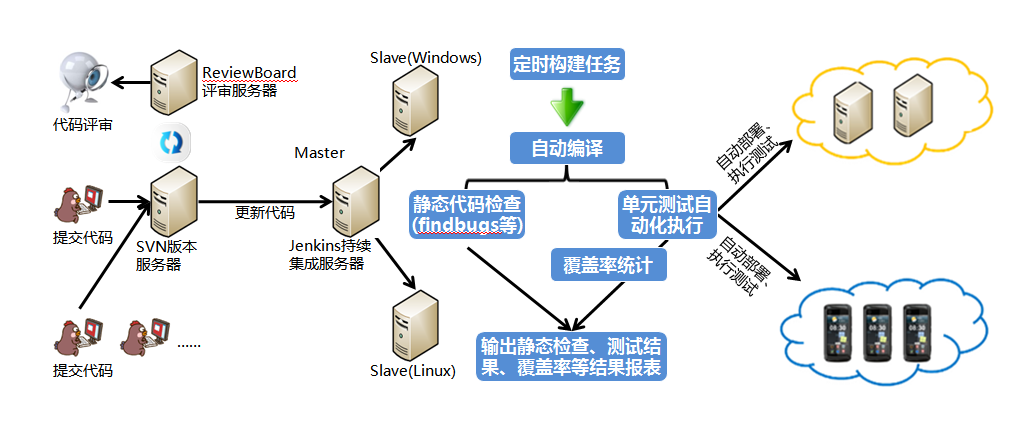 ReviewBoard
评审服务器
代码评审
提交代码
SVN版本
服务器
提交代码
......
更新代码
Slave(Windows)
Master
Jenkins持续
集成服务器
Slave(Linux)
定时构建任务
自动编译
静态代码检查
(findbugs等)
单元测试自
动化执行
覆盖率统计
输出静态检查、测试结
果、覆盖率等结果报表
自动部署、
执行测试
自动部署、
执行测试
08:30
08:30
08:30